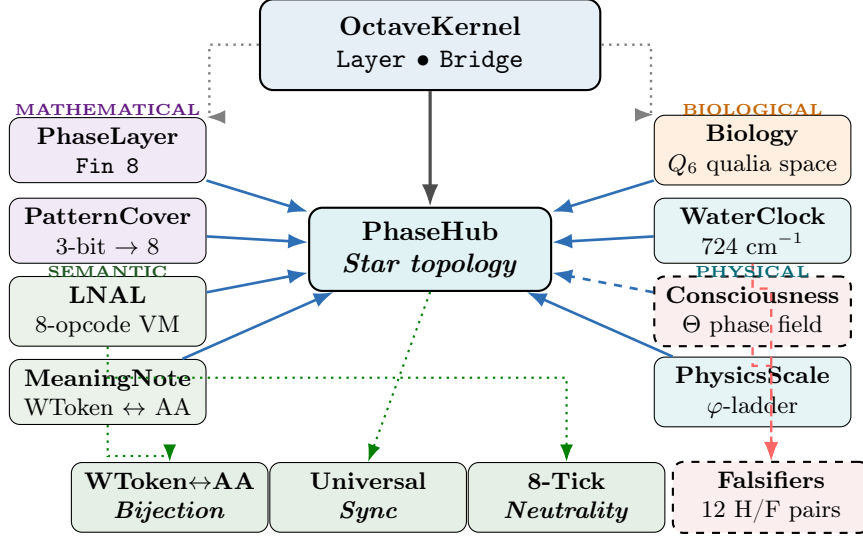 OctaveKernel
Layer • Bridge
MATHEMATICAL
PhaseLayer
Fin 8
PatternCover
3-bit → 8
SEMANTIC
LNAL
8-opcode VM
MeaningNote
WToken ↔ AA
PhaseHub
Star topology
BIOLOGICAL
Biology
Q₆ qualia space
WaterClock
724 cm⁻¹
PHYSICAL
Consciousness
Θ phase field
PhysicsScale
φ-ladder
WToken↔AA
Bijection
Universal
Sync
8-Tick
Neutrality
Falsifiers
12 H/F pairs